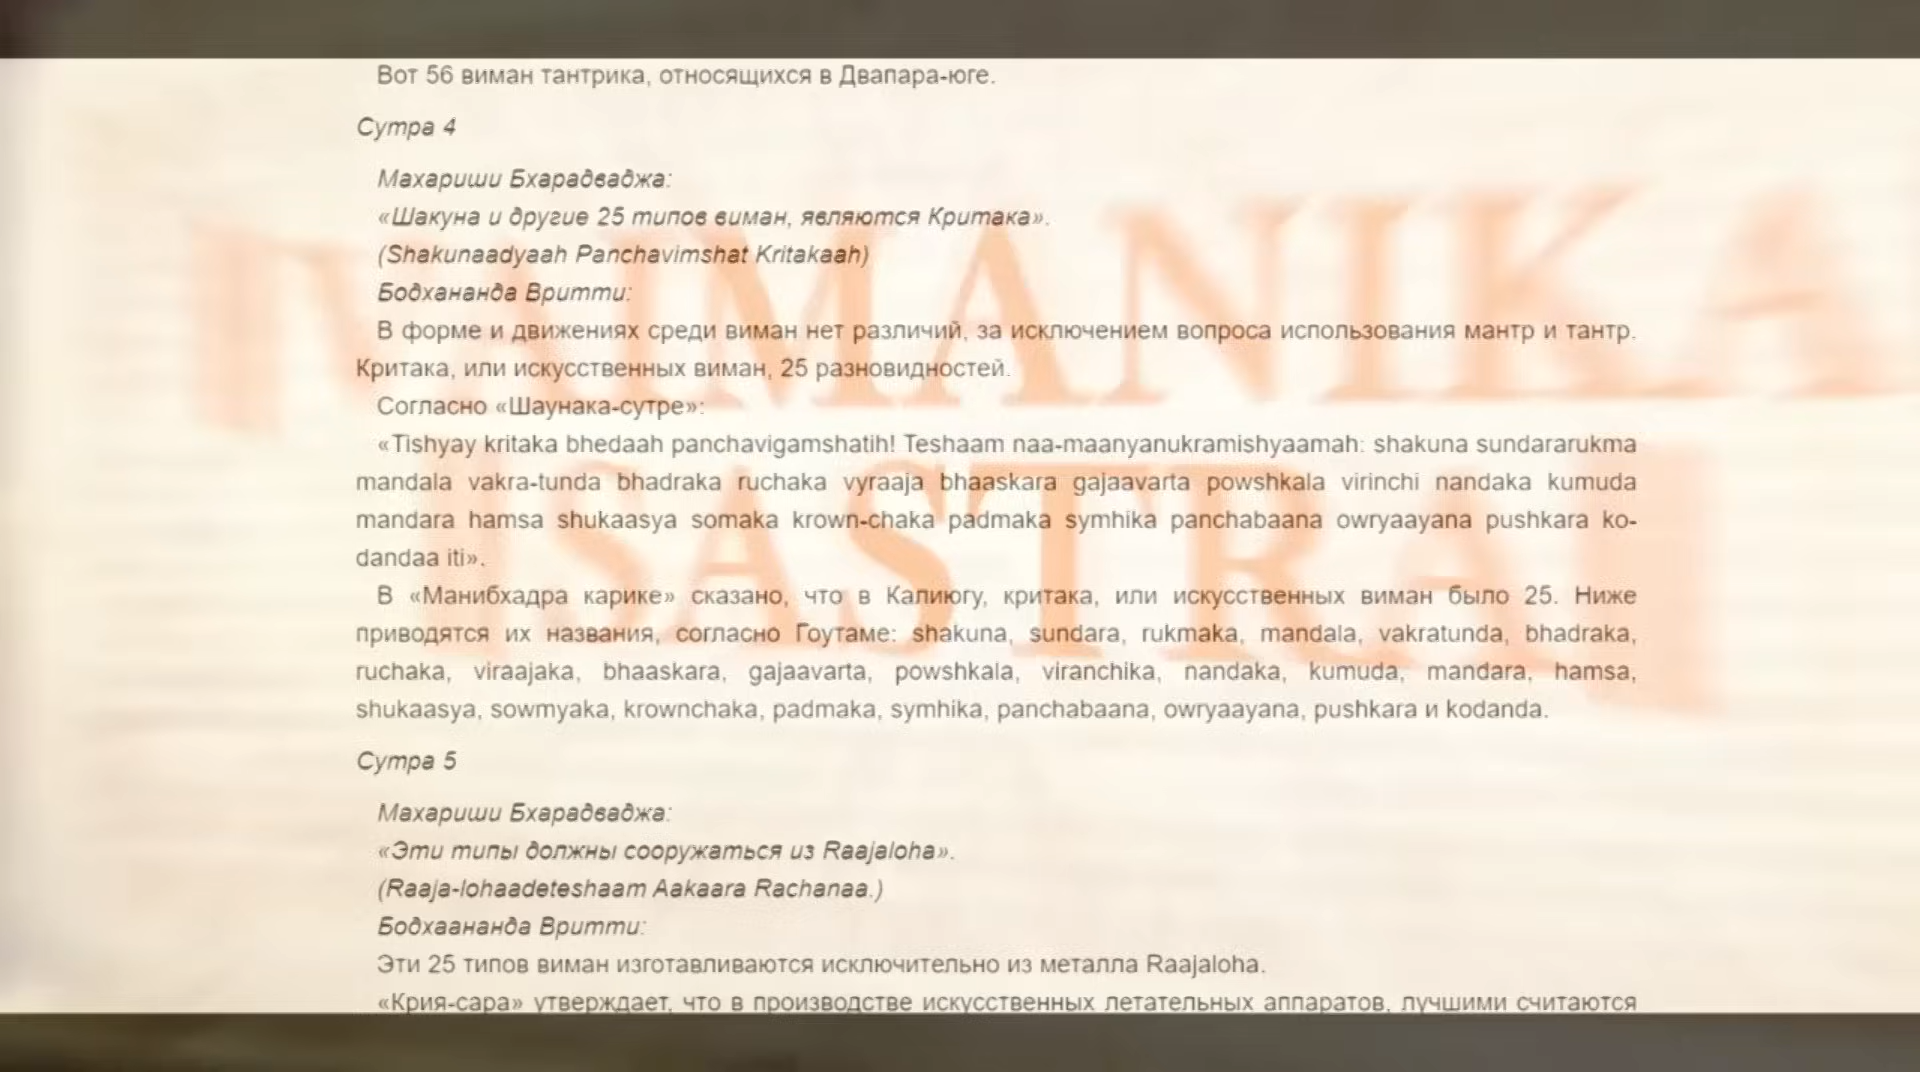 Вот 56 виман тантрика, относящихся в Двапара-юге.
Сутра 4
Махариши Бхарадваджа:
«Шакуна и другие 25 типов виман, являются Критака».
(Shakunaadyaah Panchavimshat Kritakaah)
Бодхананда Вритти:
В форме и движениях среди виман нет различий, за исключением вопроса использования мантр и тантр.
Критака, или искусственных виман, 25 разновидностей.
Согласно «Шаунака-сутре»:
«Tishyay kritaka bhedaah panchavigamshatih! Teshaam naa-maanyanukramishyaamah: shakuna sundararukma
mandala vakra-tunda bhadraka ruchaka vyraaja bhaaskara gajaavarta powshkala virinchi nandaka kumuda
mandara hamsa shukaasya somaka krown-chaka padmaka symhika panchabaana owryaayana pushkara ko-
dandaa iti».
В «Манибхадра карике» сказано, что в Калиюгу, критака, или искусственных виман было 25. Ниже
приводятся их названия, согласно Гоутаме: shakuna, sundara, rukmaka, mandala, vakratunda, bhadraka,
ruchaka, viraajaka, bhaaskara, gajaavarta, powshkala, viranchika, nandaka, kumuda, mandara, hamsa,
shukaasya, sowmyaka, krownchaka, padmaka, symhika, panchabaana, owryaayana, pushkara и kodanda.
Сутра 5
Махариши Бхарадваджа:
«Эти типы должны сооружаться из Raajaloha».
(Raaja-lohaadeteshaam Aakaara Rachanaa.)
Бодхаананда Вритти:
Эти 25 типов виман изготавливаются исключительно из металла Raajaloha.
«Крия-сара» утверждает, что в производстве искусственных летательных аппаратов, лучшими считаются
VAIMANIKA
SASTRA